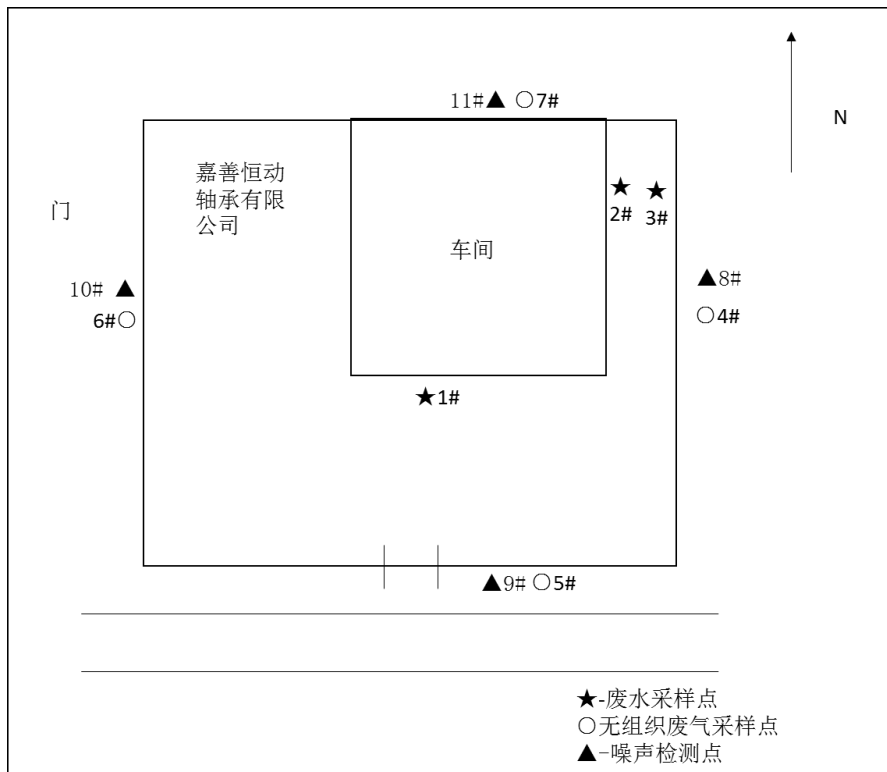 11#▲ ○7#
N
嘉善恒动
轴承有限
公司
门
★ ★
2# 3#
车间
10# ▲
▲8#
6#○
○4#
★1#
▲9# ○5#
★-废水采样点
○无组织废气采样点
▲-噪声检测点